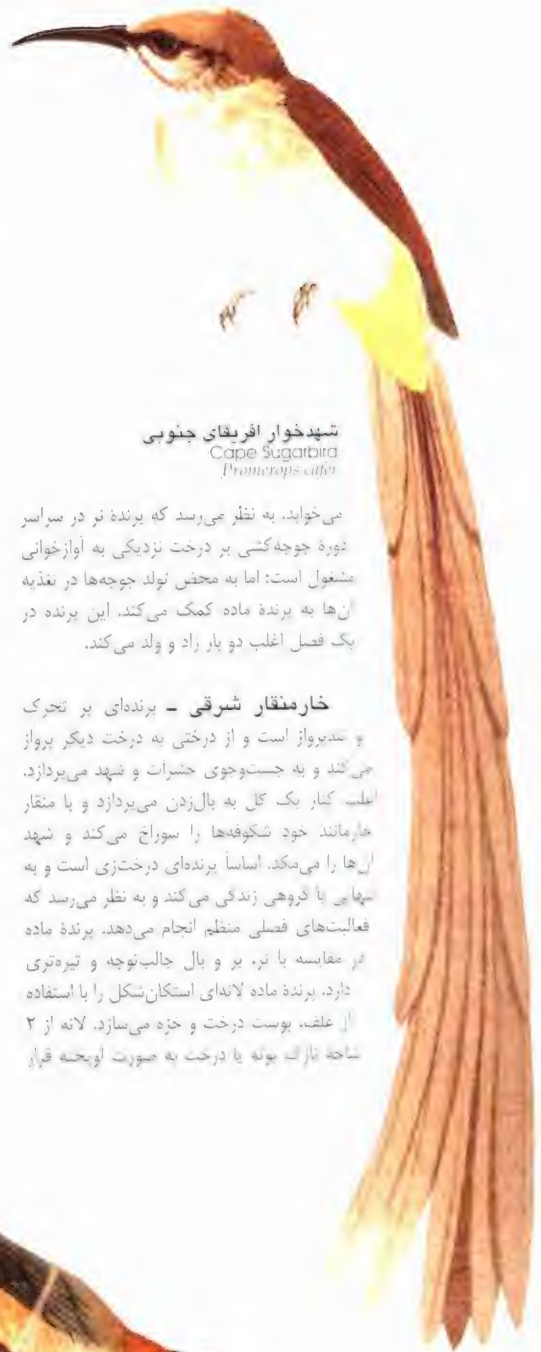 شهدخوار افریقای جنوبی
Cape Sugarbird
Promerops cafer
می‌خوابد. به نظر می‌رسد که پرندهٔ نر در سراسر
دورهٔ جوجه‌کشی بر درخت نزدیکی به آوازخوانی
مشغول است: اما به محض تولد جوجه‌ها در تغذیه
آن‌ها به پرندهٔ ماده کمک می‌کند. این پرنده در
یک فصل اغلب دو بار زاد و ولد می‌کند.
خارمنقار شرقی – پرنده‌ای پر تحرک
و تندپرواز است و از درختی به درخت دیگر پرواز
می‌کند و به جست‌وجوی حشرات و شهد می‌پردازد.
اغلب کنار یک گل به بال‌زدن می‌پردازد و با منقار
خارمانند خود شکوفه‌ها را سوراخ می‌کند و شهد
آن‌ها را می‌مکد. اساساً پرنده‌ای درخت‌زی است و به
تنهایی یا گروهی زندگی می‌کند و به نظر می‌رسد که
فعالیت‌های فصلی منظم انجام می‌دهد. پرندهٔ ماده
در مقایسه با نر، پر و بال جالب‌توجه و تیره‌تری
دارد. پرندهٔ ماده لانه‌ای استکان‌شکل را با استفاده
از علف، پوست درخت و خزه می‌سازد. لانه از ۲
شاخهٔ نازک بوته یا درخت به صورت آویخته قرار